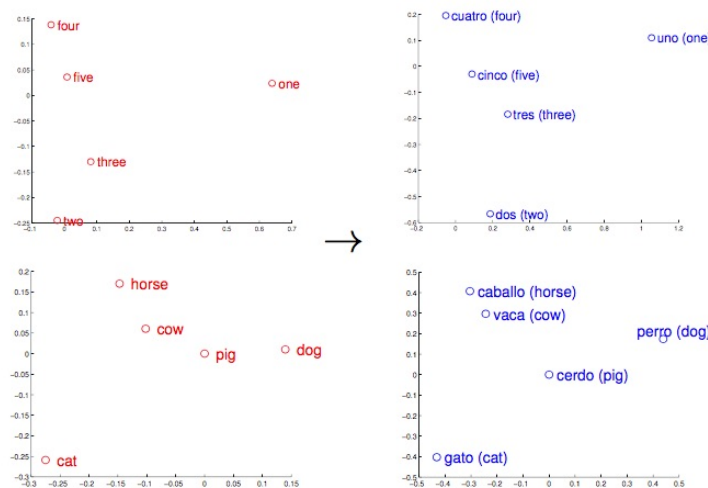 0.15
four
0.1
0.05
five
one
0
−0.05
−0.1
three
−0.15
−0.2
two
−0.25
−0.1 0 0.1 0.2 0.3 0.4 0.5 0.6 0.7
0.2
cuatro (four)
uno (one)
0.1
0
cinco (five)
−0.1
tres (three)
−0.2
−0.3
−0.4
−0.5
dos (two)
−0.6
−0.2 0 0.2 0.4 0.6 0.8 1 1.2
→
0.2
horse
0.15
0.1
cow
0.05
dog
pig
0
−0.05
−0.1
−0.15
−0.2
cat
−0.25
−0.3
−0.3 −0.25 −0.2 −0.15 −0.1 −0.05 0 0.05 0.1 0.15
0.5
caballo (horse)
0.4
vaca (cow)
0.3
perro (dog)
0.2
0.1
cerdo (pig)
0
−0.1
−0.2
−0.3
gato (cat)
−0.4
−0.5
−0.5 −0.4 −0.3 −0.2 −0.1 0 0.1 0.2 0.3 0.4 0.5